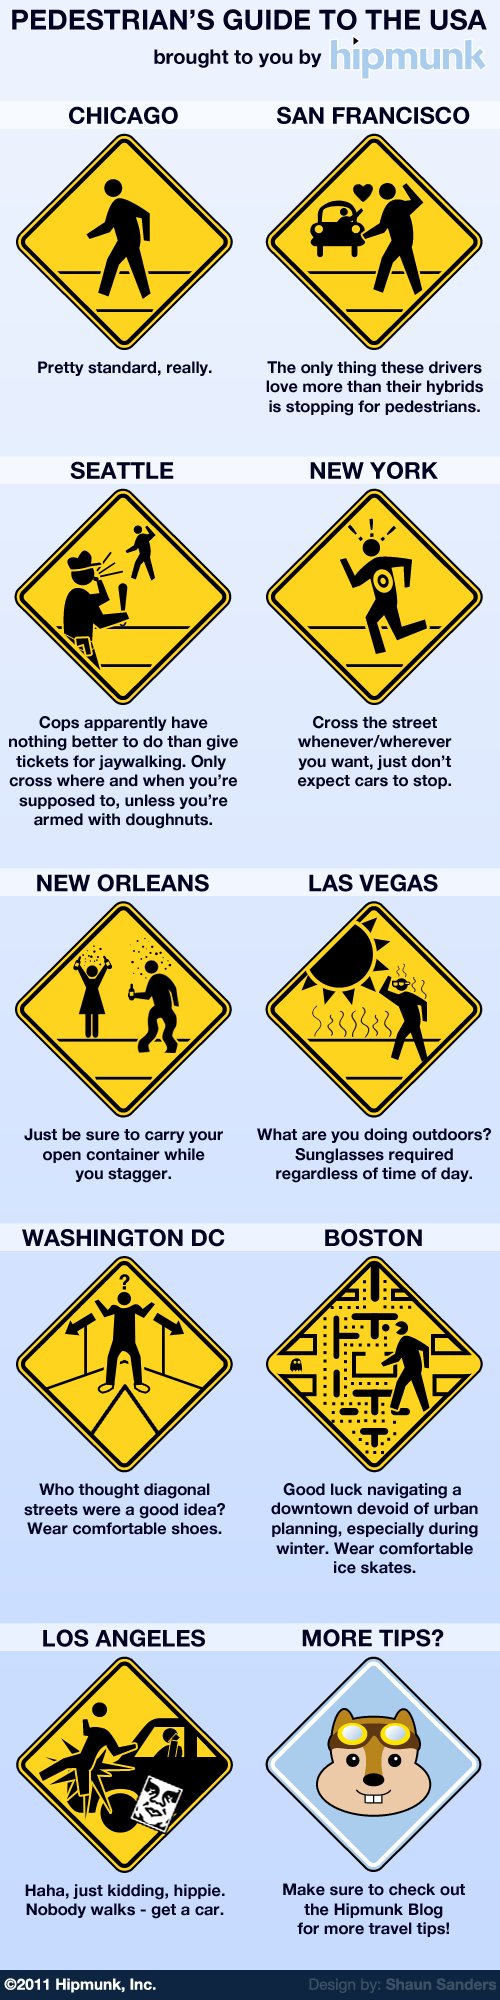 PEDESTRIAN'S GUIDE TO THE USA
brought to you by hipmunk
CHICAGO
Pretty standard, really.
SAN FRANCISCO
The only thing these drivers
love more than their hybrids
is stopping for pedestrians.
SEATTLE
Cops apparently have
nothing better to do than give
tickets for jaywalking. Only
cross where and when you're
supposed to, unless you're
armed with doughnuts.
NEW YORK
! ! !
Cross the street
whenever/wherever
you want, just don't
expect cars to stop.
NEW ORLEANS
Just be sure to carry your
open container while
you stagger.
LAS VEGAS
What are you doing outdoors?
Sunglasses required
regardless of time of day.
WASHINGTON DC
?
Who thought diagonal
streets were a good idea?
Wear comfortable shoes.
BOSTON
Good luck navigating a
downtown devoid of urban
planning, especially during
winter. Wear comfortable
ice skates.
LOS ANGELES
Haha, just kidding, hippie.
Nobody walks - get a car.
MORE TIPS?
Make sure to check out
the Hipmunk Blog
for more travel tips!
©2011 Hipmunk, Inc.
Design by: Shaun Sanders